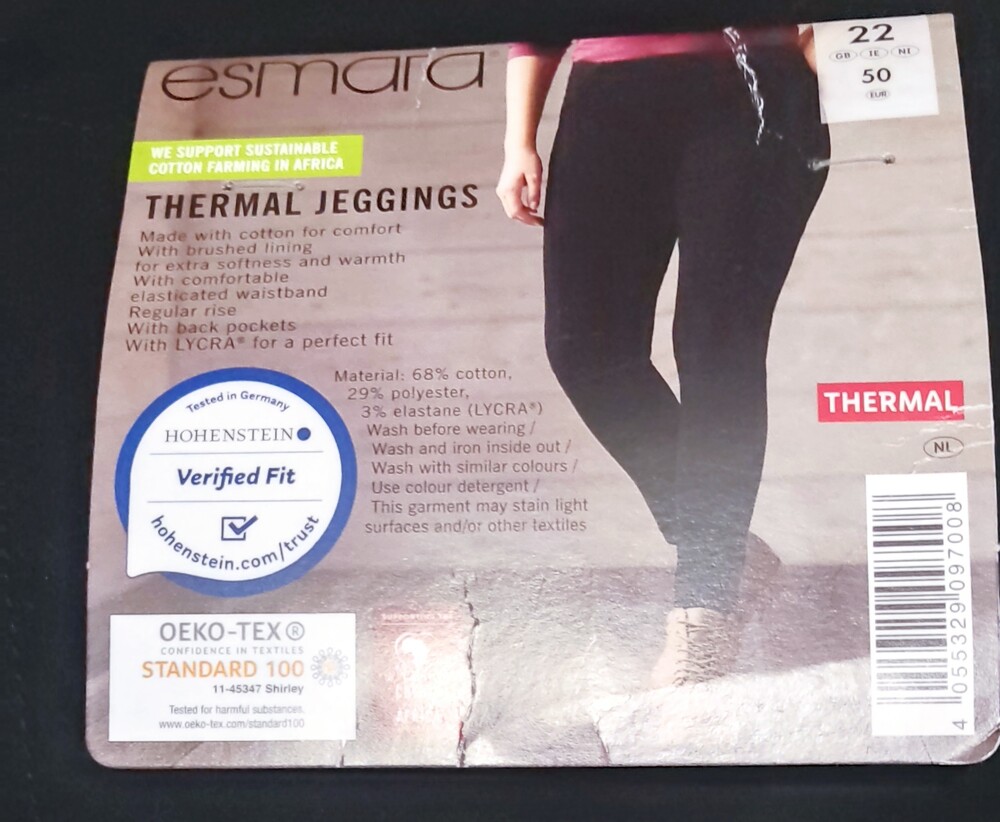 esmara
22
GB IE NI
50
EUR
WE SUPPORT SUSTAINABLE
COTTON FARMING IN AFRICA
THERMAL JEGGINGS
Made with cotton for comfort
With brushed lining
for extra softness and warmth
With comfortable
elasticated waistband
Regular rise
With back pockets
With LYCRA® for a perfect fit
Material: 68% cotton,
29% polyester,
3% elastane (LYCRA®)
Wash before wearing /
Wash and iron inside out /
Wash with similar colours /
Use colour detergent /
This garment may stain light
surfaces and/or other textiles
THERMAL
NL
Tested in Germany
HOHENSTEIN
Verified Fit
hohenstein.com/trust
OEKO-TEX®
CONFIDENCE IN TEXTILES
STANDARD 100
11-45347 Shirley
Tested for harmful substances.
www.oeko-tex.com/standard100
4 055329 097008